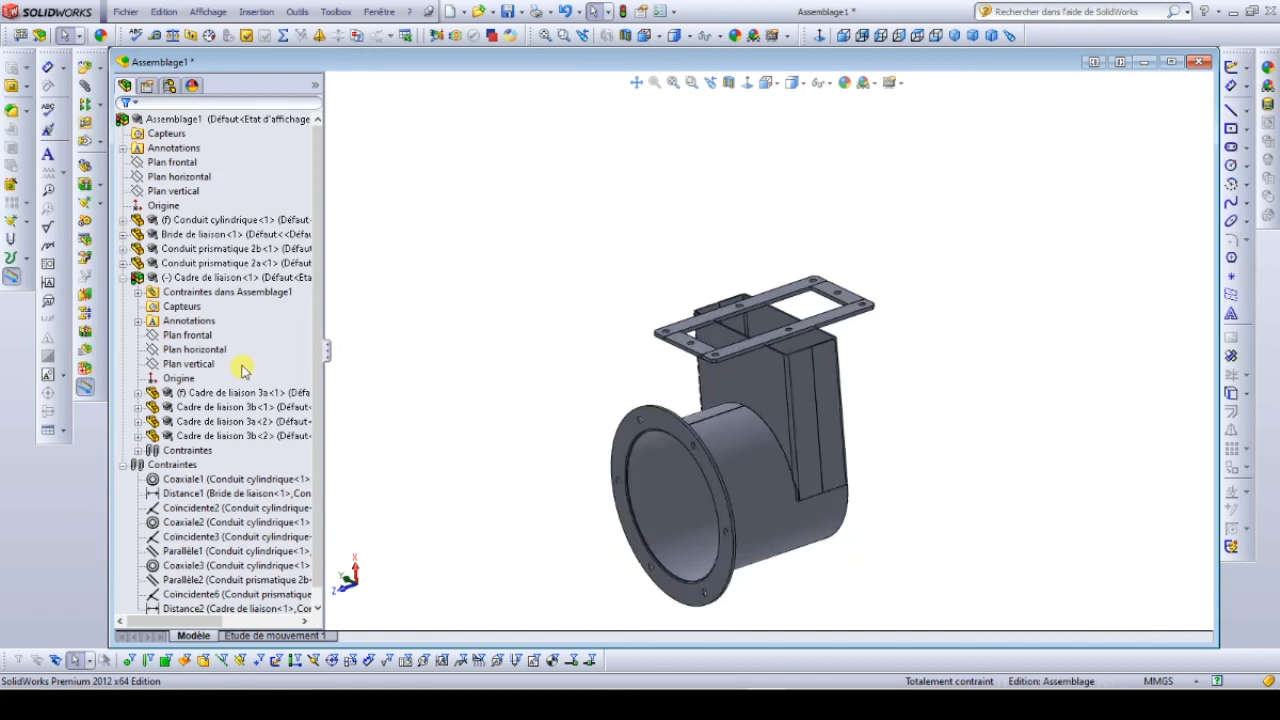 SOLIDWORKS Fichier Edition Affichage Insertion Outils Toolbox Fenêtre ? Assemblage1 * Rechercher dans l'aide de SolidWorks
Assemblage1 *
Assemblage1 (Défaut<Etat d'affichage
Capteurs
Annotations
Plan frontal
Plan horizontal
Plan vertical
Origine
(f) Conduit cylindrique<1> (Défaut
Bride de liaison<1> (Défaut<<Défau
Conduit prismatique 2b<1> (Défaut
Conduit prismatique 2a<1> (Défaut
(-) Cadre de liaison<1> (Défaut<Eta
Contraintes dans Assemblage1
Capteurs
Annotations
Plan frontal
Plan horizontal
Plan vertical
Origine
(f) Cadre de liaison 3a<1> (Défa
Cadre de liaison 3b<1> (Défaut
Cadre de liaison 3a<2> (Défaut
Cadre de liaison 3b<2> (Défaut
Contraintes
Contraintes
Coaxiale1 (Conduit cylindrique<1>
Distance1 (Bride de liaison<1>,Con
Coïncidente2 (Conduit cylindrique
Coaxiale2 (Conduit cylindrique<1>
Coïncidente3 (Conduit cylindrique
Parallèle1 (Conduit cylindrique<1>,
Coaxiale3 (Conduit cylindrique<1>
Parallèle2 (Conduit prismatique 2b
Coïncidente6 (Conduit prismatique
Distance2 (Cadre de liaison<1>,Con
X
Y
Z
Modèle Etude de mouvement 1
SolidWorks Premium 2012 x64 Edition Totalement contraint Edition: Assemblage MMGS